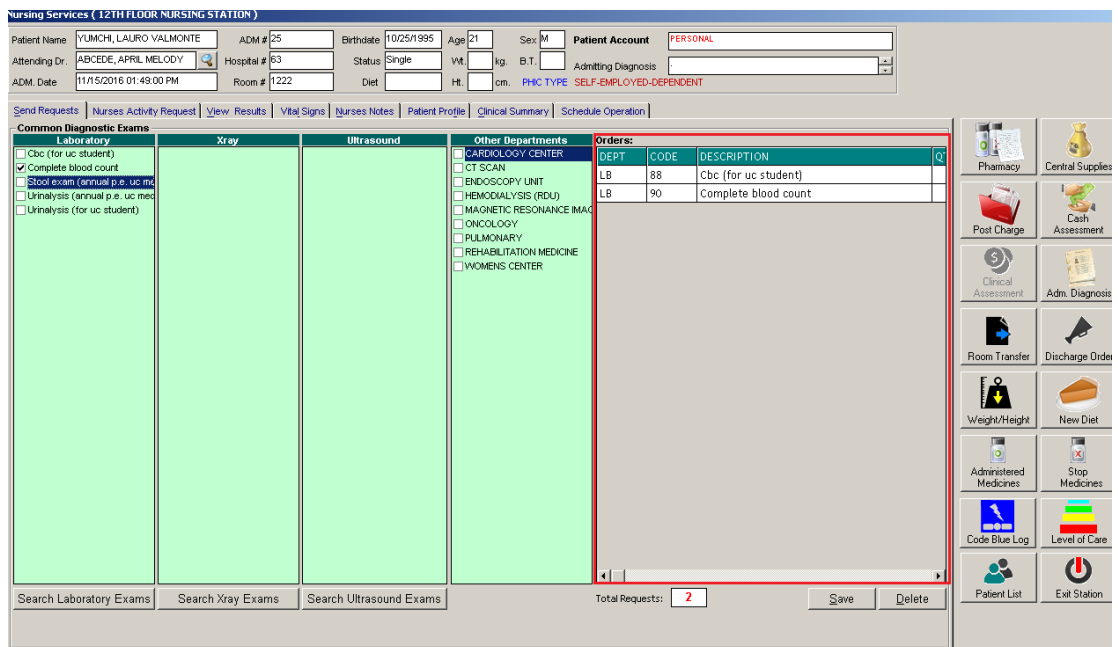 Nursing Services ( 12TH FLOOR NURSING STATION )
Patient Name YUMCHI, LAURO VALMONTE ADM # 25 Birthdate 10/25/1995 Age 21 Sex M Patient Account PERSONAL
Attending Dr. ABCEDE, APRIL MELODY Hospital # 63 Status Single Wt. kg. B.T. Admitting Diagnosis .
ADM. Date 11/15/2016 01:49:00 PM Room # 1222 Diet Ht. cm. PHIC TYPE SELF-EMPLOYED-DEPENDENT
Send Requests Nurses Activity Request View Results Vital Signs Nurses Notes Patient Profile Clinical Summary Schedule Operation
Common Diagnostic Exams
Laboratory Xray Ultrasound Other Departments Orders:
Cbc (for uc student)
Complete blood count
Stool exam (annual p.e. uc me
Urinalysis (annual p.e. uc med
Urinalysis (for uc student)
CARDIOLOGY CENTER
CT SCAN
ENDOSCOPY UNIT
HEMODIALYSIS (RDU)
MAGNETIC RESONANCE IMAG
ONCOLOGY
PULMONARY
REHABILITATION MEDICINE
WOMENS CENTER
DEPT CODE DESCRIPTION
LB 88 Cbc (for uc student)
LB 90 Complete blood count
Search Laboratory Exams Search Xray Exams Search Ultrasound Exams Total Requests: 2 Save Delete
Pharmacy Central Supplies
Post Charge Cash Assessment
Clinical Assessment Adm. Diagnosis
Room Transfer Discharge Order
Weight/Height New Diet
Administered Medicines Stop Medicines
Code Blue Log Level of Care
Patient List Exit Station